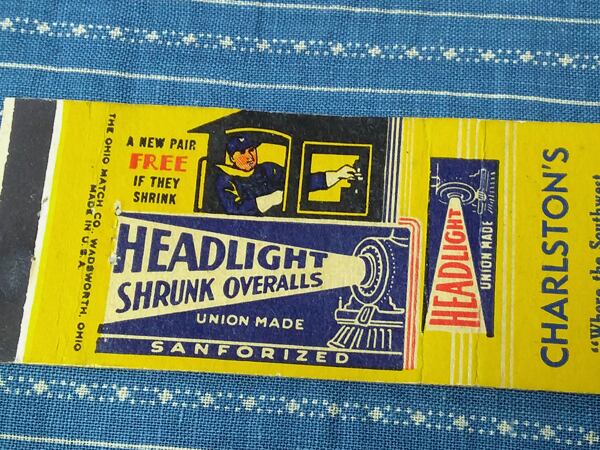 THE OHIO MATCH CO. WADSWORTH, OHIO
MADE IN U.S.A.
A NEW PAIR
FREE
IF THEY
SHRINK
HEADLIGHT
SHRUNK OVERALLS
UNION MADE
SANFORIZED
HEADLIGHT
UNION MADE
CHARLSTON'S
"Where the Southwest